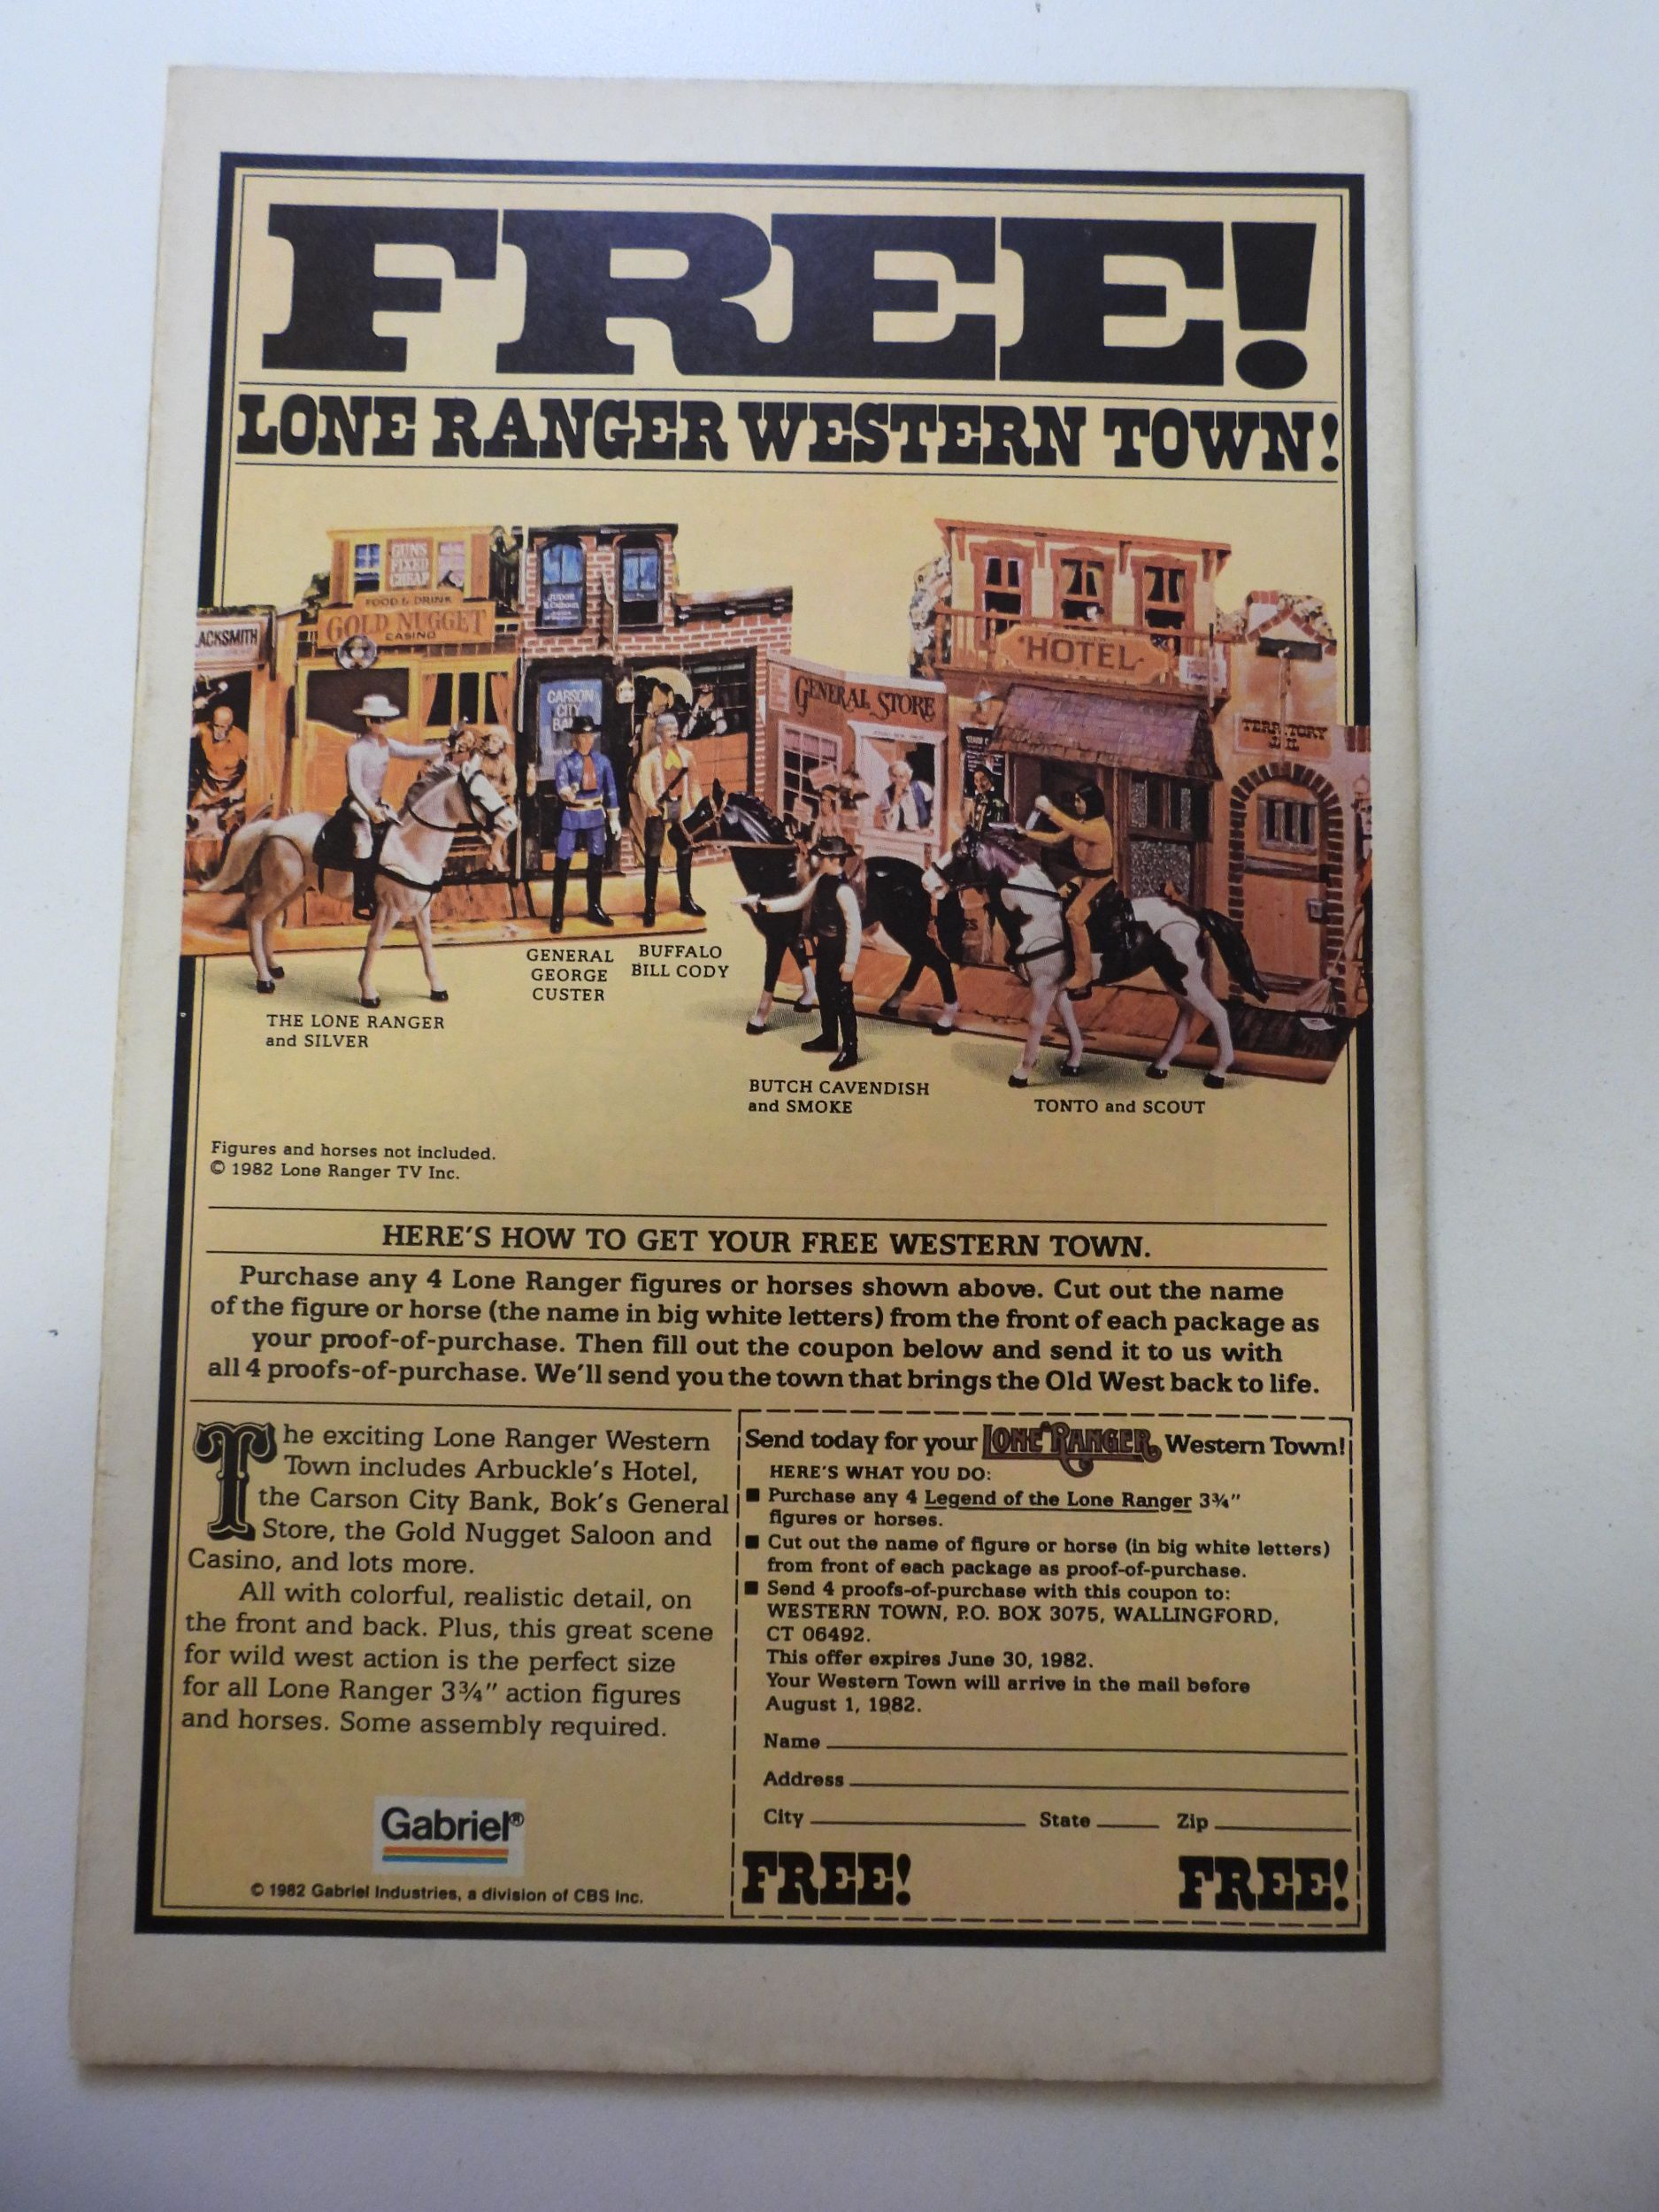 FREE!
LONE RANGER WESTERN TOWN!
GUNS
FIXED
CHEAP
FOOD & DRINK
GOLD NUGGET
CASINO
ACKSMITH
CARSON
CITY
GENERAL STORE
HOTEL
TERRITORY
GENERAL
GEORGE
CUSTER
BUFFALO
BILL CODY
THE LONE RANGER
and SILVER
BUTCH CAVENDISH
and SMOKE
TONTO and SCOUT
Figures and horses not included.
© 1982 Lone Ranger TV Inc.
HERE'S HOW TO GET YOUR FREE WESTERN TOWN.
Purchase any 4 Lone Ranger figures or horses shown above. Cut out the name
of the figure or horse (the name in big white letters) from the front of each package as
your proof-of-purchase. Then fill out the coupon below and send it to us with
all 4 proofs-of-purchase. We'll send you the town that brings the Old West back to life.
The exciting Lone Ranger Western
Town includes Arbuckle's Hotel,
the Carson City Bank, Bok's General
Store, the Gold Nugget Saloon and
Casino, and lots more.
All with colorful, realistic detail, on
the front and back. Plus, this great scene
for wild west action is the perfect size
for all Lone Ranger 3¾" action figures
and horses. Some assembly required.
Gabriel®
© 1982 Gabriel Industries, a division of CBS Inc.
Send today for your LONE RANGER Western Town!
HERE'S WHAT YOU DO:
■ Purchase any 4 Legend of the Lone Ranger 3¾"
figures or horses.
■ Cut out the name of figure or horse (in big white letters)
from front of each package as proof-of-purchase.
■ Send 4 proofs-of-purchase with this coupon to:
WESTERN TOWN, P.O. BOX 3075, WALLINGFORD,
CT 06492.
This offer expires June 30, 1982.
Your Western Town will arrive in the mail before
August 1, 1982.
Name
Address
City State Zip
FREE! FREE!